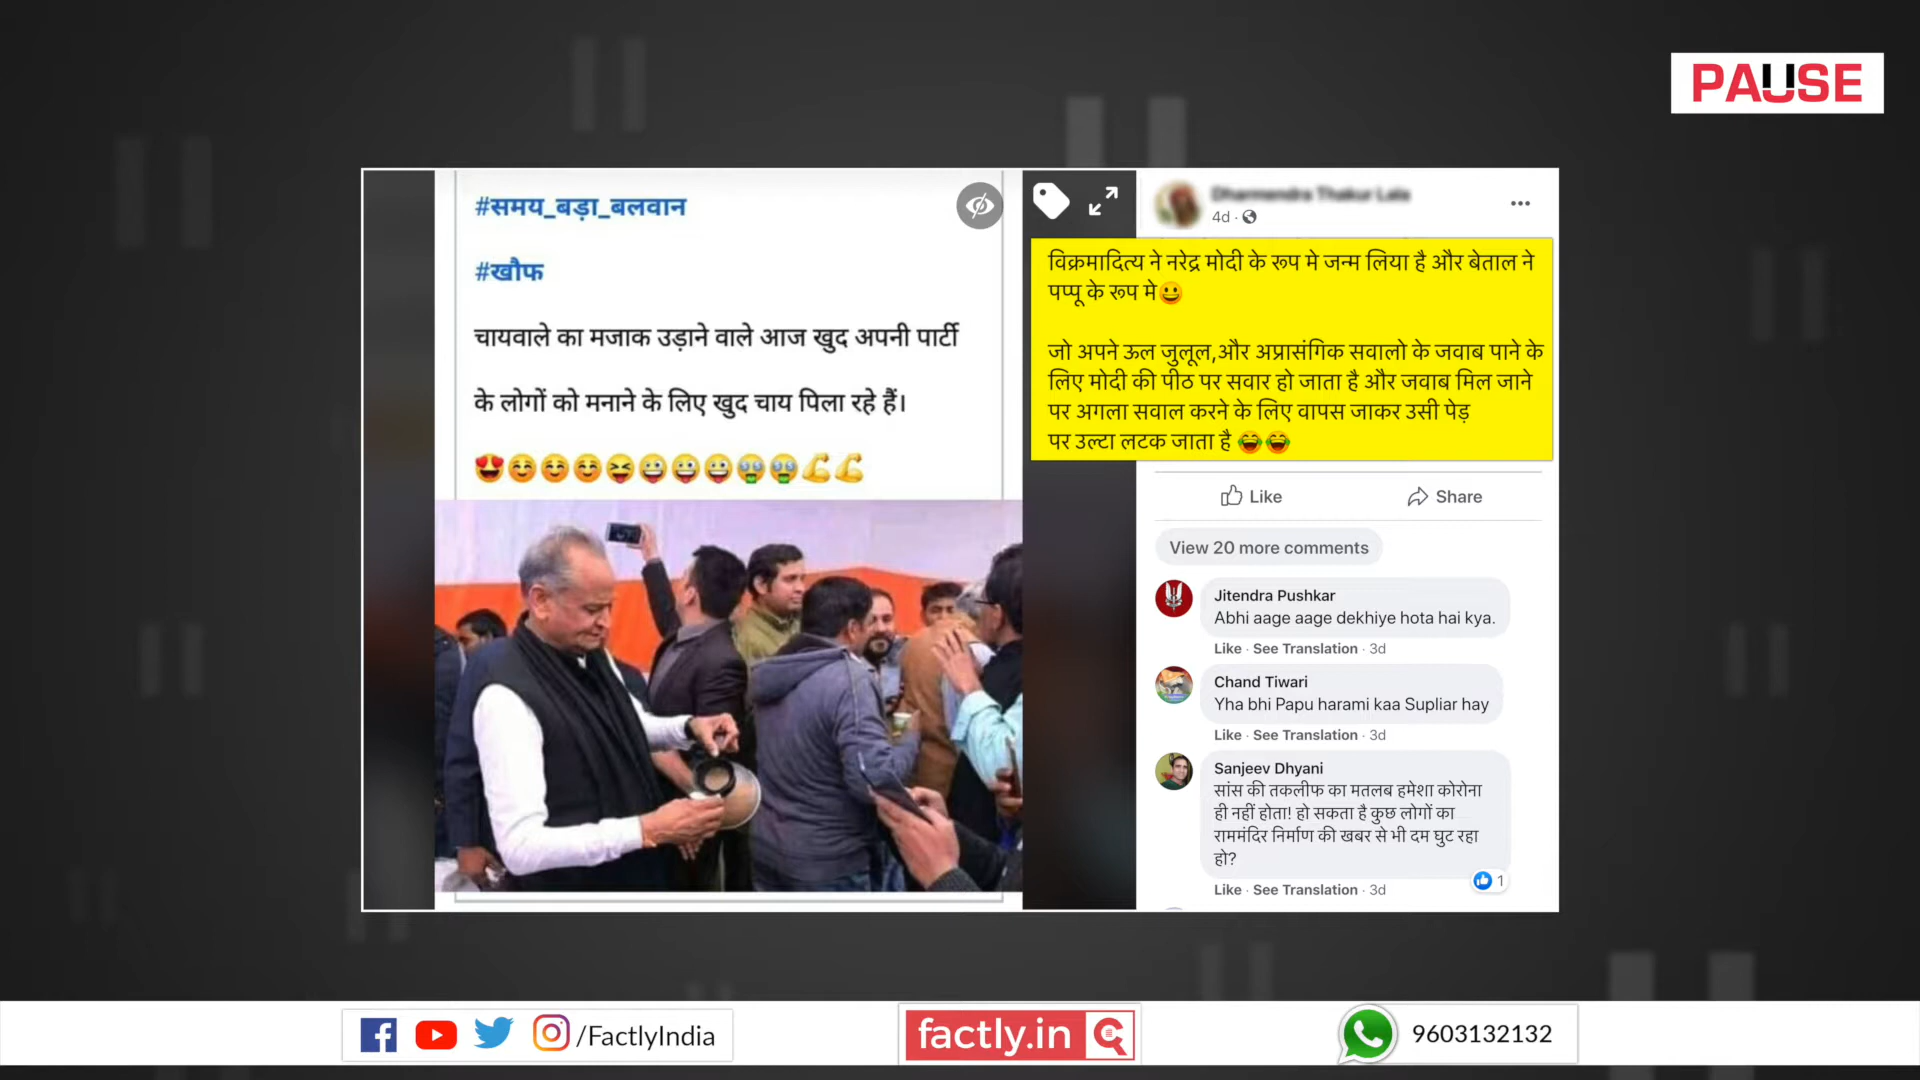 PAUSE
#समय_बड़ा_बलवान
#खौफ
चायवाले का मजाक उड़ाने वाले आज खुद अपनी पार्टी
के लोगों को मनाने के लिए खुद चाय पिला रहे हैं।
4d
विक्रमादित्य ने नरेद्र मोदी के रूप मे जन्म लिया है और बेताल ने
पप्पू के रूप मे😀
जो अपने ऊल जुलूल,और अप्रासंगिक सवालो के जवाब पाने के
लिए मोदी की पीठ पर सवार हो जाता है और जवाब मिल जाने
पर अगला सवाल करने के लिए वापस जाकर उसी पेड़
पर उल्टा लटक जाता है 😂😂
Like Share
View 20 more comments
Jitendra Pushkar
Abhi aage aage dekhiye hota hai kya.
Like · See Translation · 3d
Chand Tiwari
Yha bhi Papu harami kaa Supliar hay
Like · See Translation · 3d
Sanjeev Dhyani
सांस की तकलीफ का मतलब हमेशा कोरोना
ही नहीं होता! हो सकता है कुछ लोगों का
राममंदिर निर्माण की खबर से भी दम घुट रहा
हो?
1
Like · See Translation · 3d
/FactlyIndia
factly.in
9603132132